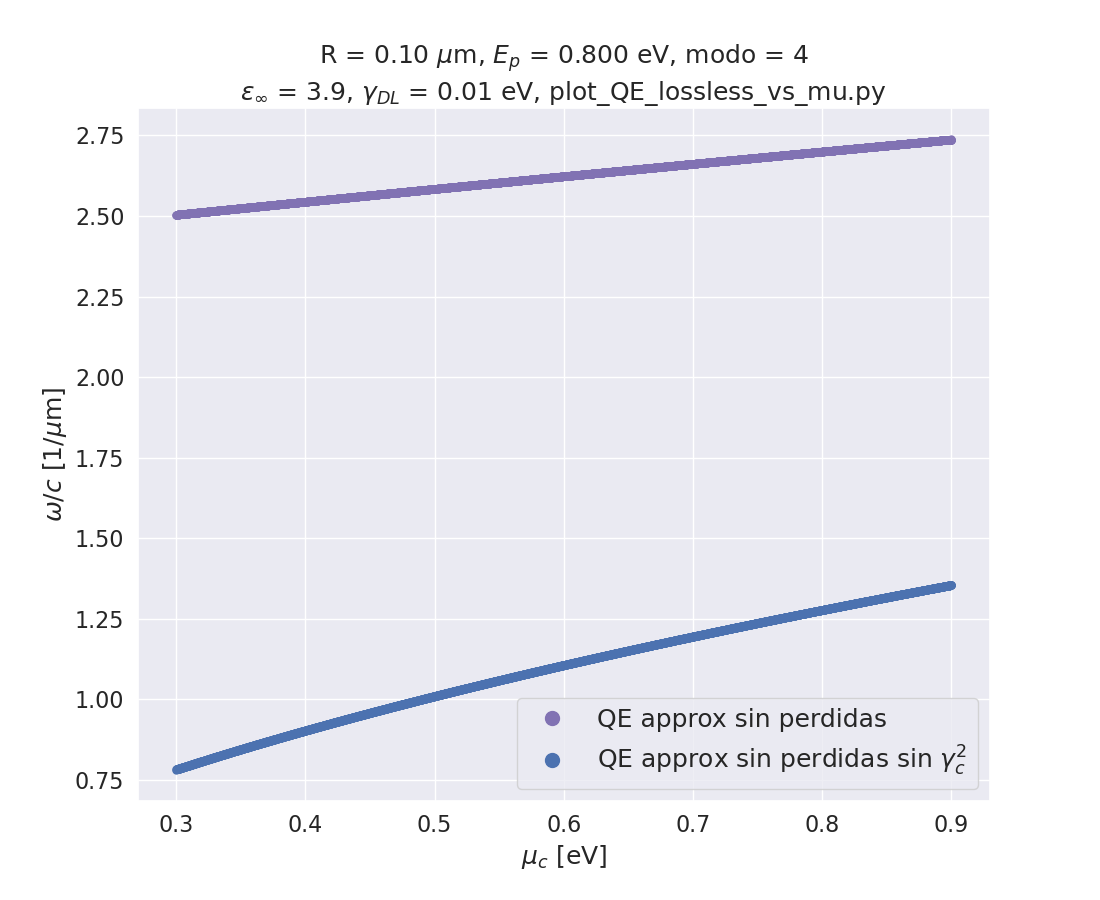 R = 0.10 μm, E_p = 0.800 eV, modo = 4
ε_∞ = 3.9, γ_DL = 0.01 eV, plot_QE_lossless_vs_mu.py
2.75
2.50
2.25
2.00
1.75
1.50
1.25
1.00
0.75
ω/c [1/μm]
QE approx sin perdidas
QE approx sin perdidas sin γ_c^2
0.3 0.4 0.5 0.6 0.7 0.8 0.9
μ_c [eV]